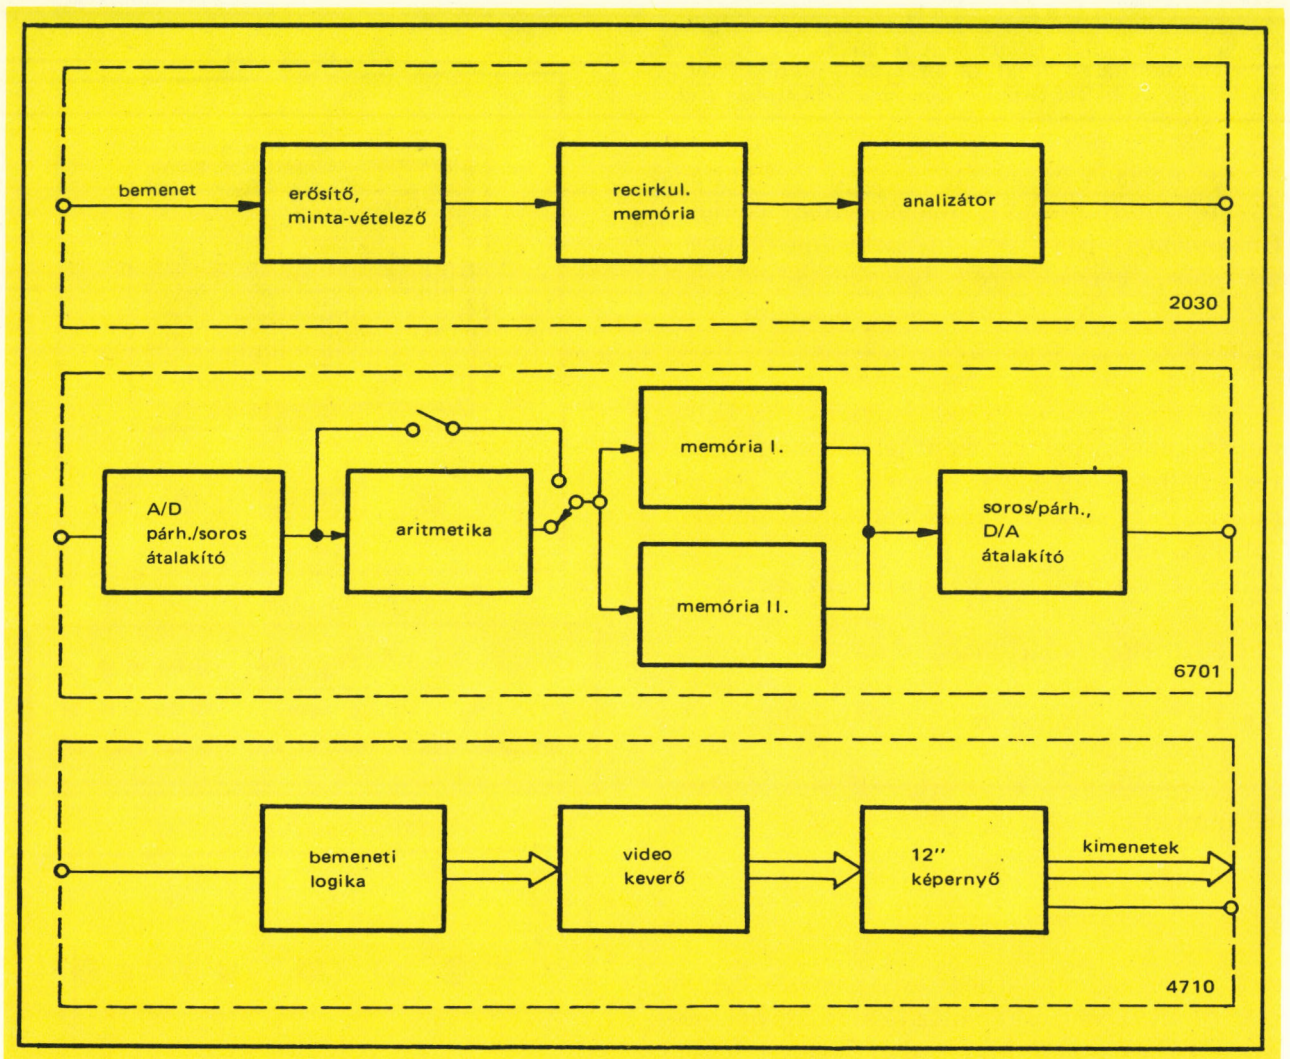 bemenet
erősítő,
minta-vételező
recirkul.
memória
analizátor
2030
A/D
párh./soros
átalakító
aritmetika
memória I.
memória II.
soros/párh.,
D/A
átalakító
6701
bemeneti
logika
video
keverő
12''
képernyő
kimenetek
4710